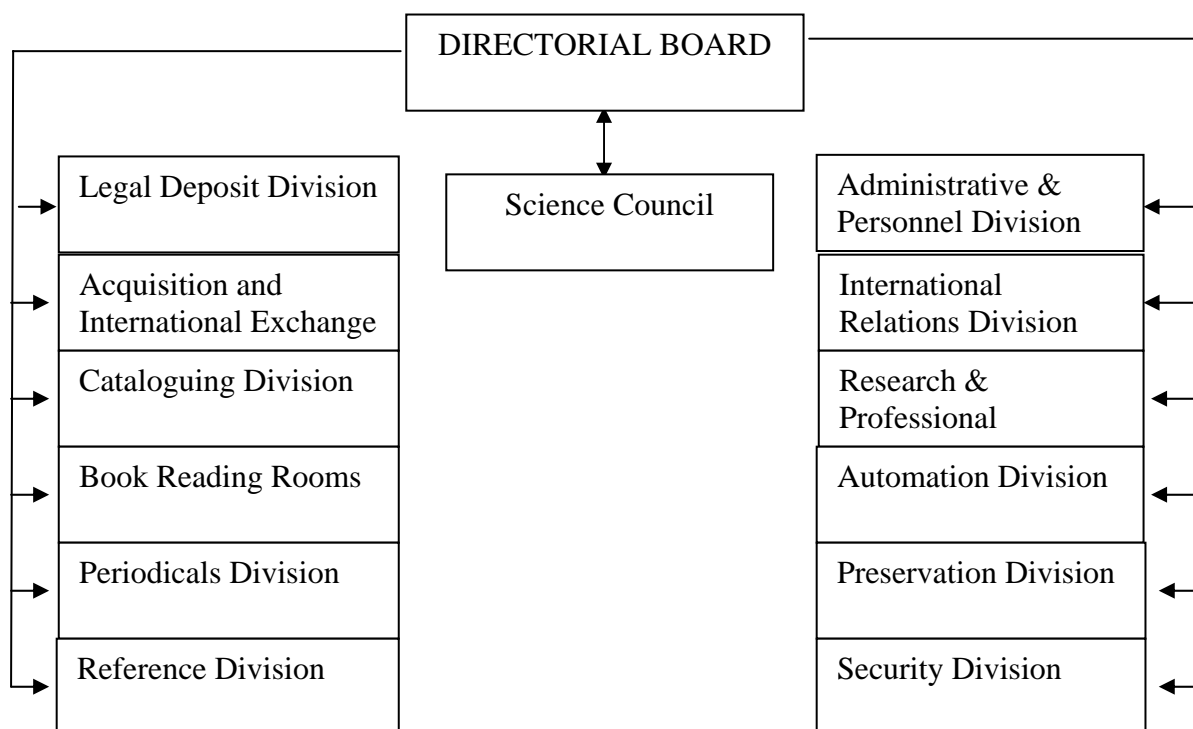 DIRECTORIAL BOARD
Science Council
Legal Deposit Division
Acquisition and
International Exchange
Cataloguing Division
Book Reading Rooms
Periodicals Division
Reference Division
Administrative &
Personnel Division
International
Relations Division
Research &
Professional
Automation Division
Preservation Division
Security Division